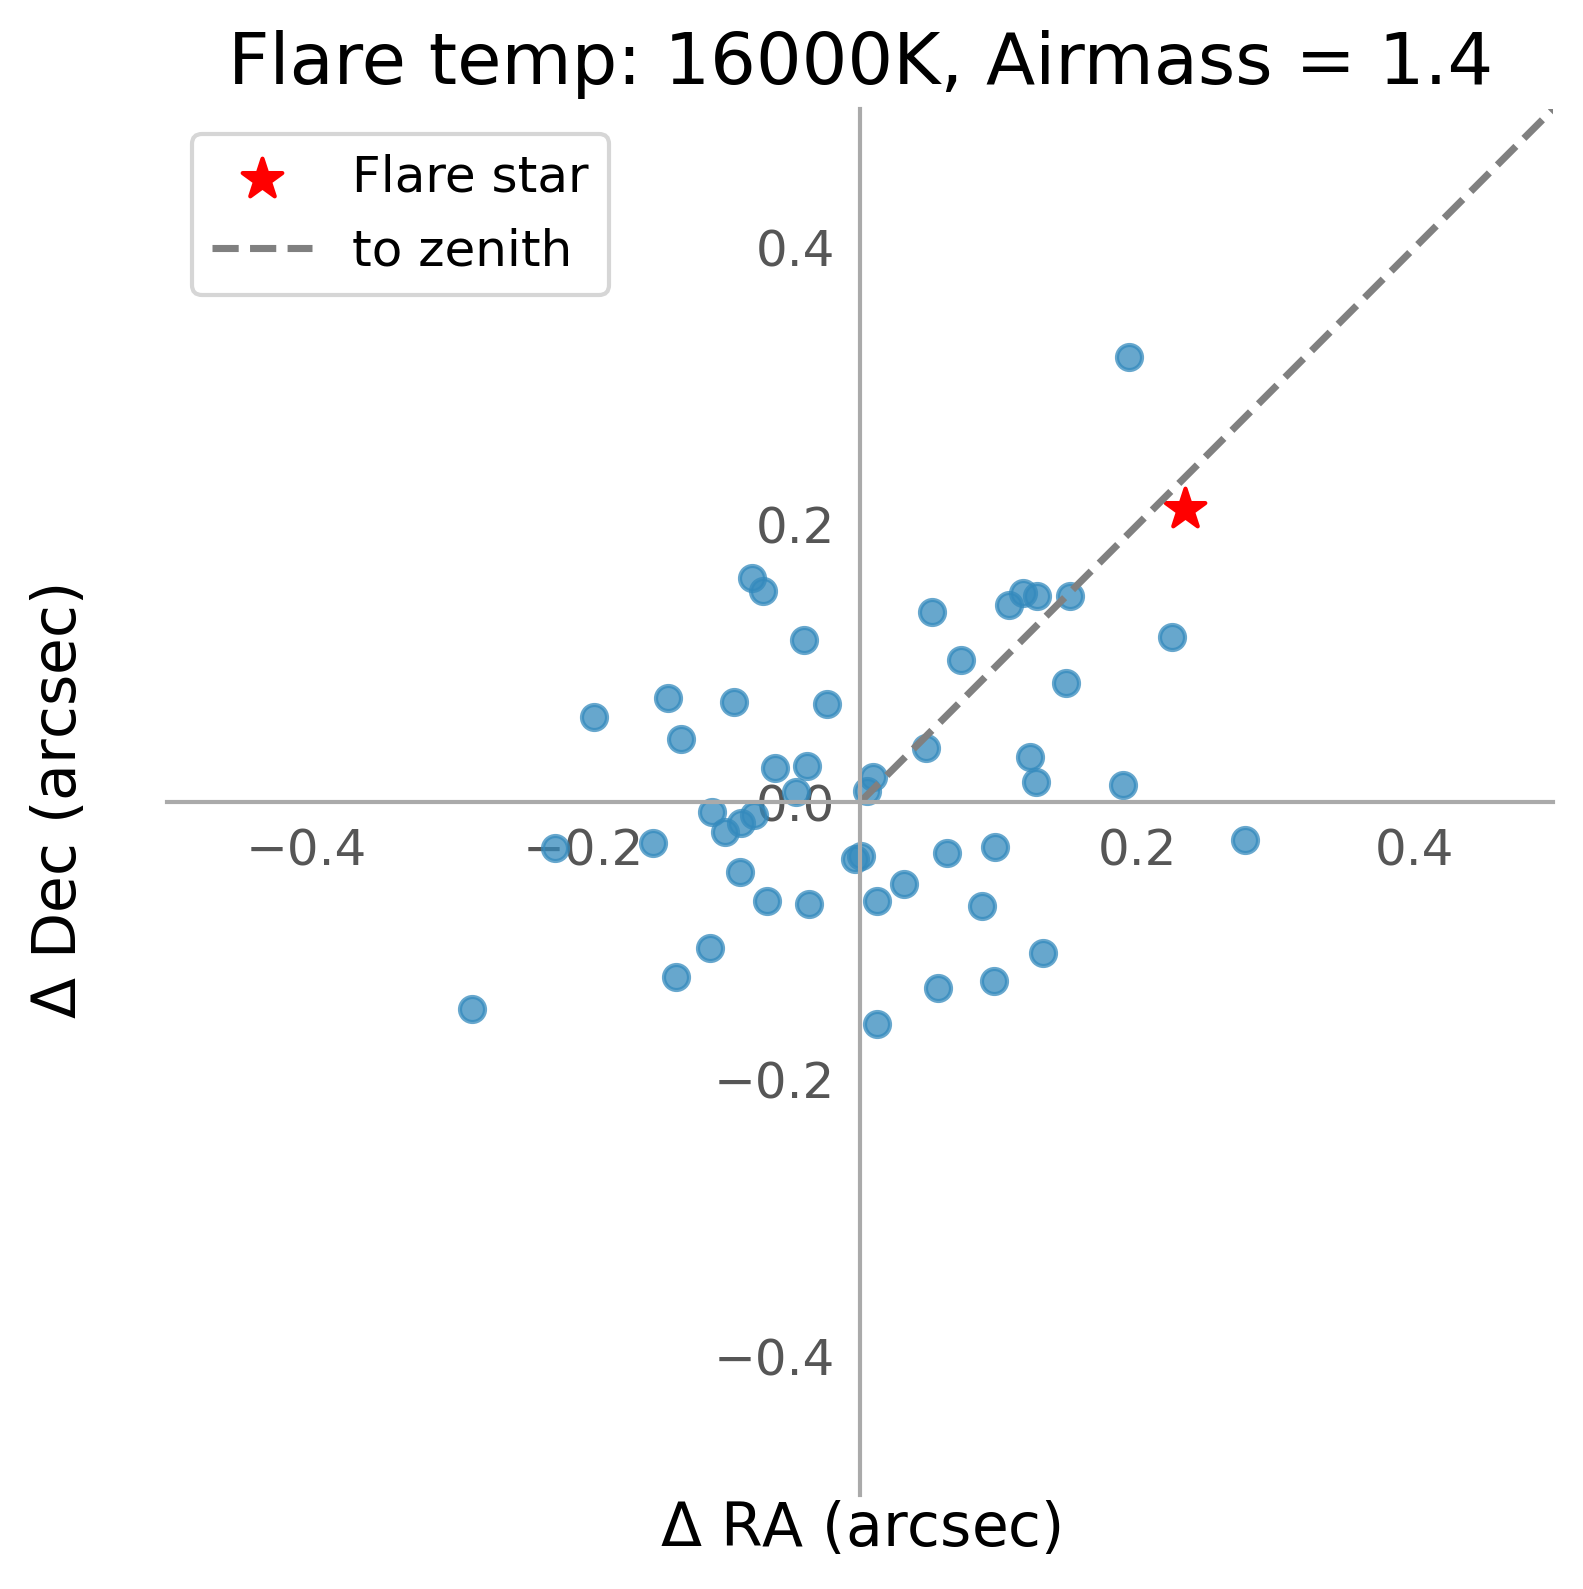 Flare temp: 16000K, Airmass = 1.4
Flare star
to zenith
0.4
0.2
0.0
−0.4
−0.2
0.2
0.4
−0.2
−0.4
Δ Dec (arcsec)
Δ RA (arcsec)